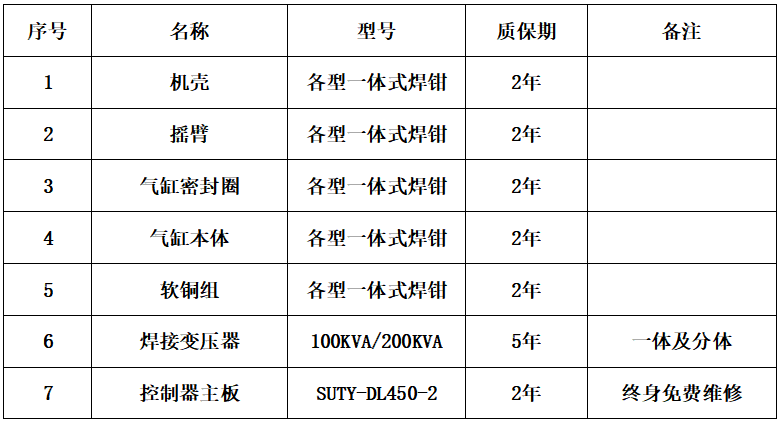 序号 名称 型号 质保期 备注
1 机壳 各型一体式焊钳 2年
2 摇臂 各型一体式焊钳 2年
3 气缸密封圈 各型一体式焊钳 2年
4 气缸本体 各型一体式焊钳 2年
5 软铜组 各型一体式焊钳 2年
6 焊接变压器 100KVA/200KVA 5年 一体及分体
7 控制器主板 SUTY-DL450-2 2年 终身免费维修